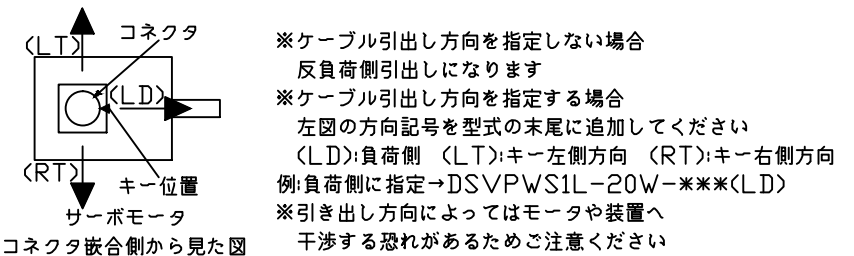 (LT)
コネクタ
(LD)
(RT)
キー位置
サーボモータ
コネクタ嵌合側から見た図
※ケーブル引出し方向を指定しない場合
反負荷側引出しになります
※ケーブル引出し方向を指定する場合
左図の方向記号を型式の末尾に追加してください
(LD):負荷側 (LT):キー左側方向 (RT):キー右側方向
例:負荷側に指定→DSVPWS1L-20W-***(LD)
※引き出し方向によってはモータや装置へ
干渉する恐れがあるためご注意ください